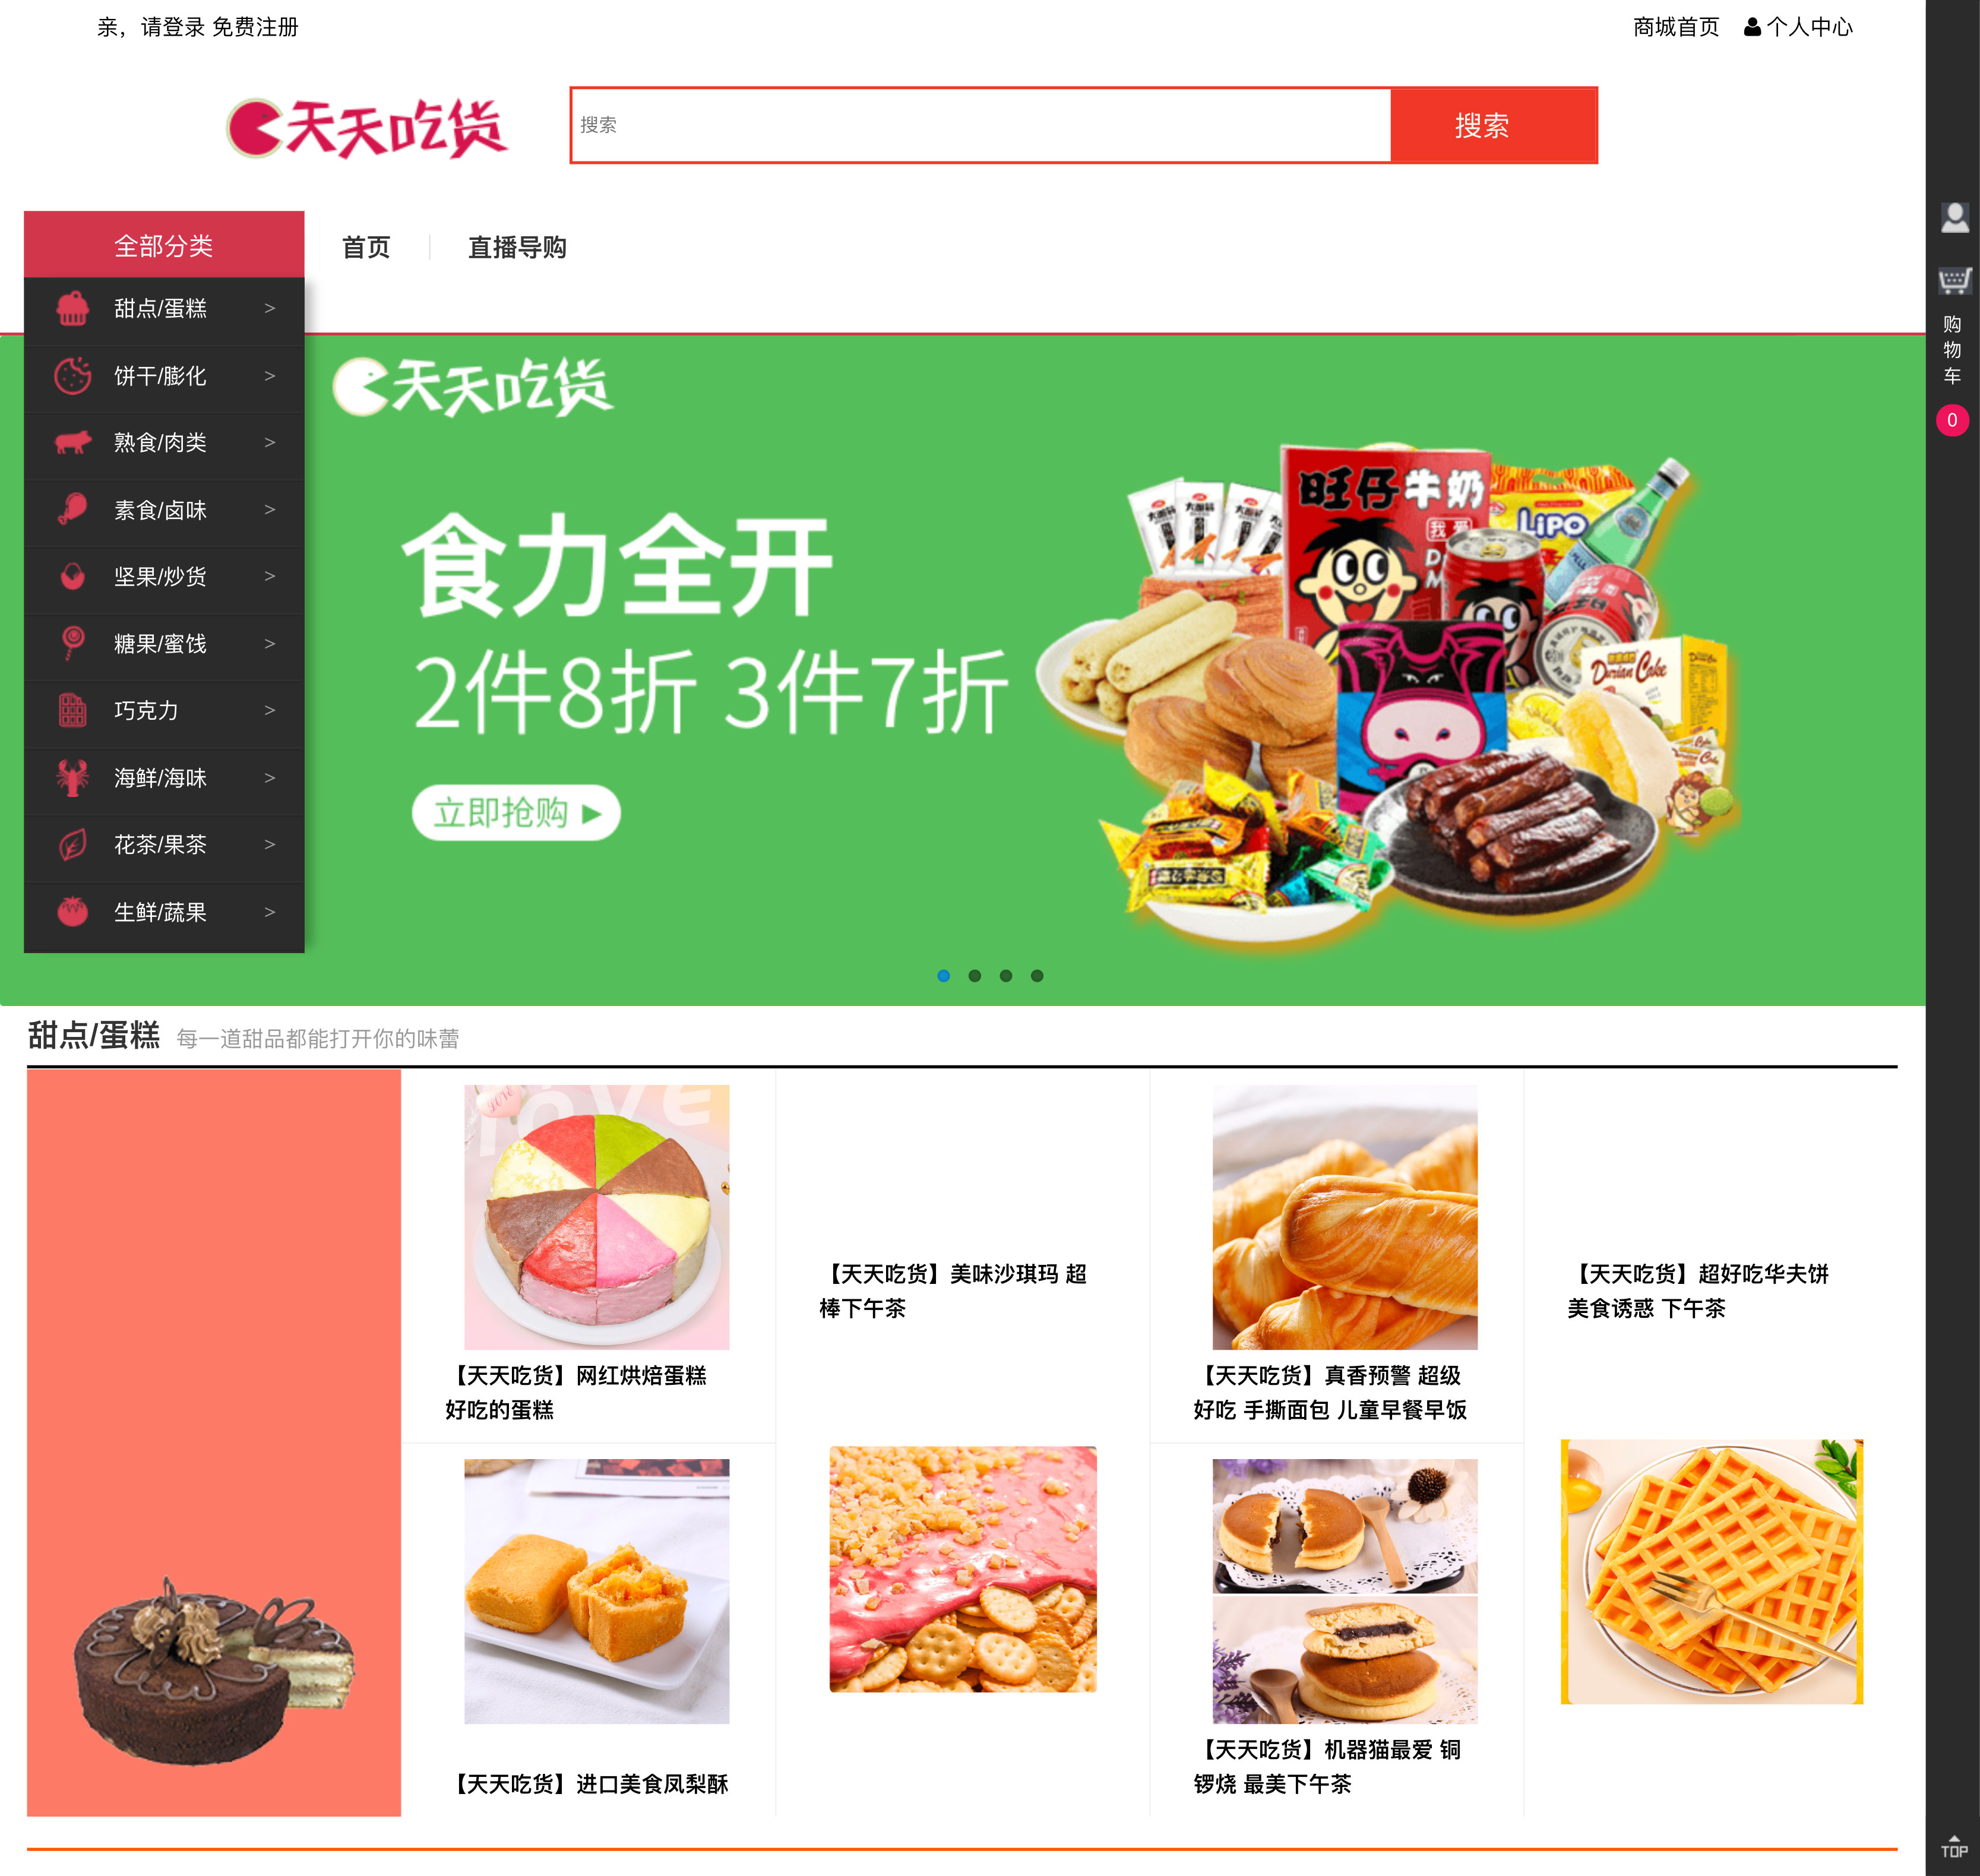 亲，请登录 免费注册
商城首页 个人中心
天天吃货
搜索
搜索
全部分类
首页
直播导购
甜点/蛋糕 >
饼干/膨化 >
熟食/肉类 >
素食/卤味 >
坚果/炒货 >
糖果/蜜饯 >
巧克力 >
海鲜/海味 >
花茶/果茶 >
生鲜/蔬果 >
购
物
车
0
天天吃货
食力全开
2件8折 3件7折
立即抢购 ▶
旺仔牛奶
我爱
LiPO
大面筋
大面筋
Durian Cake
甜点/蛋糕 每一道甜品都能打开你的味蕾
LOVE
love
【天天吃货】网红烘焙蛋糕
好吃的蛋糕
【天天吃货】美味沙琪玛 超
棒下午茶
【天天吃货】真香预警 超级
好吃 手撕面包 儿童早餐早饭
【天天吃货】超好吃华夫饼
美食诱惑 下午茶
【天天吃货】进口美食凤梨酥
【天天吃货】机器猫最爱 铜
锣烧 最美下午茶
TOP